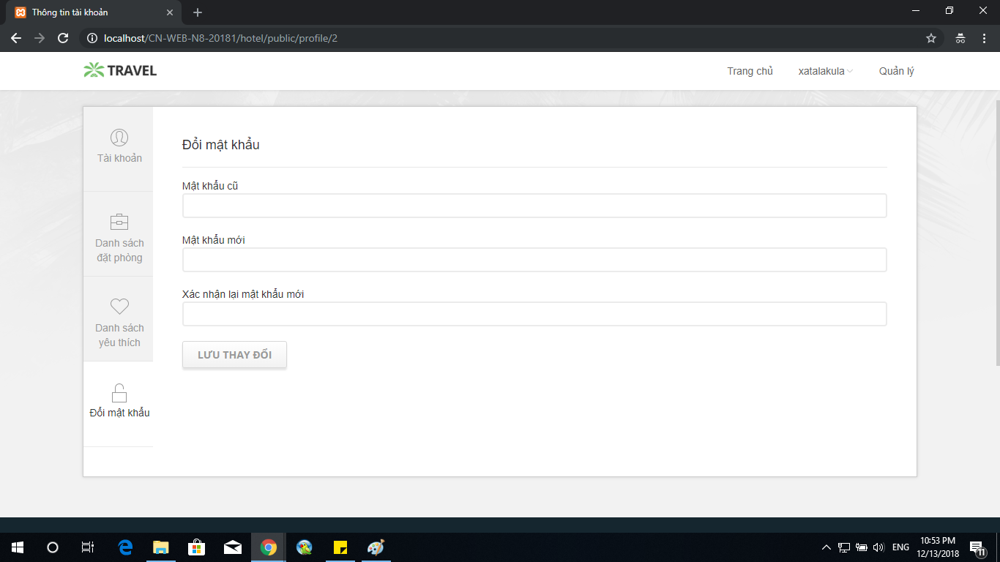 Thông tin tài khoản
localhost/CN-WEB-N8-20181/hotel/public/profile/2
TRAVEL
Trang chủ
xatalakula
Quản lý
Tài khoản
Danh sách
đặt phòng
Danh sách
yêu thích
Đổi mật khẩu
Đổi mật khẩu
Mật khẩu cũ
Mật khẩu mới
Xác nhận lại mật khẩu mới
LƯU THAY ĐỔI
ENG
10:53 PM
12/13/2018
11